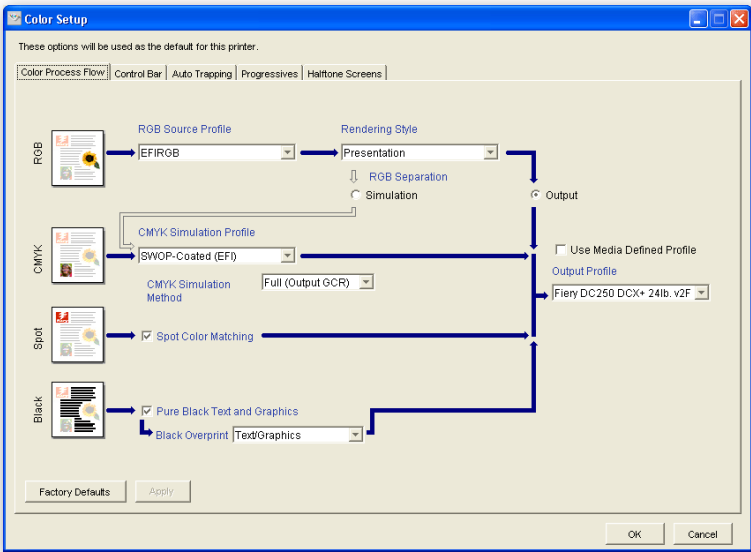 Color Setup
These options will be used as the default for this printer.
Color Process Flow Control Bar Auto Trapping Progressives Halftone Screens
RGB
RGB Source Profile
EFIRGB
Rendering Style
Presentation
RGB Separation
Simulation
Output
CMYK
CMYK Simulation Profile
SWOP-Coated (EFI)
CMYK Simulation Method
Full (Output GCR)
Use Media Defined Profile
Output Profile
Fiery DC250 DCX+ 24lb. v2F
Spot
Spot Color Matching
Black
Pure Black Text and Graphics
Black Overprint Text/Graphics
Factory Defaults Apply
OK Cancel